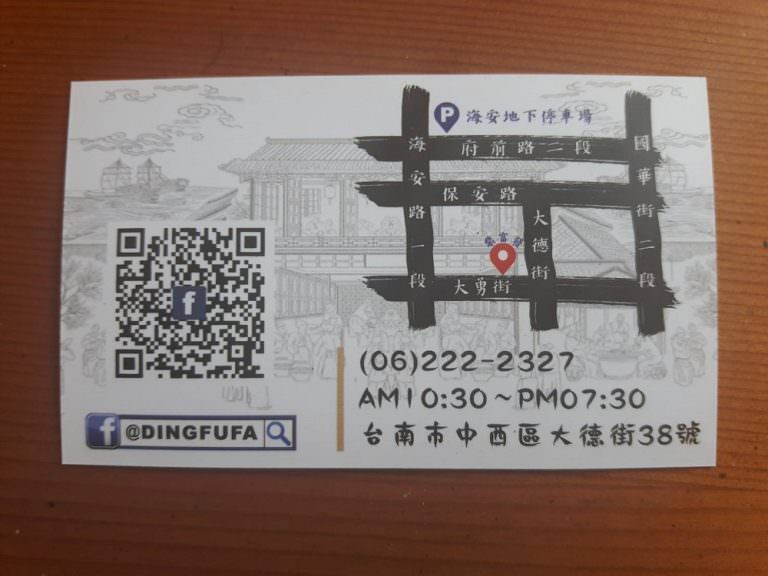 P 海安地下停車場
府前路二段
海安路一段
國華街二段
保安路
大德街
大勇街
(06)222-2327
AM10:30~PM07:30
台南市中西區大德街38號
f
f @DINGFUFA